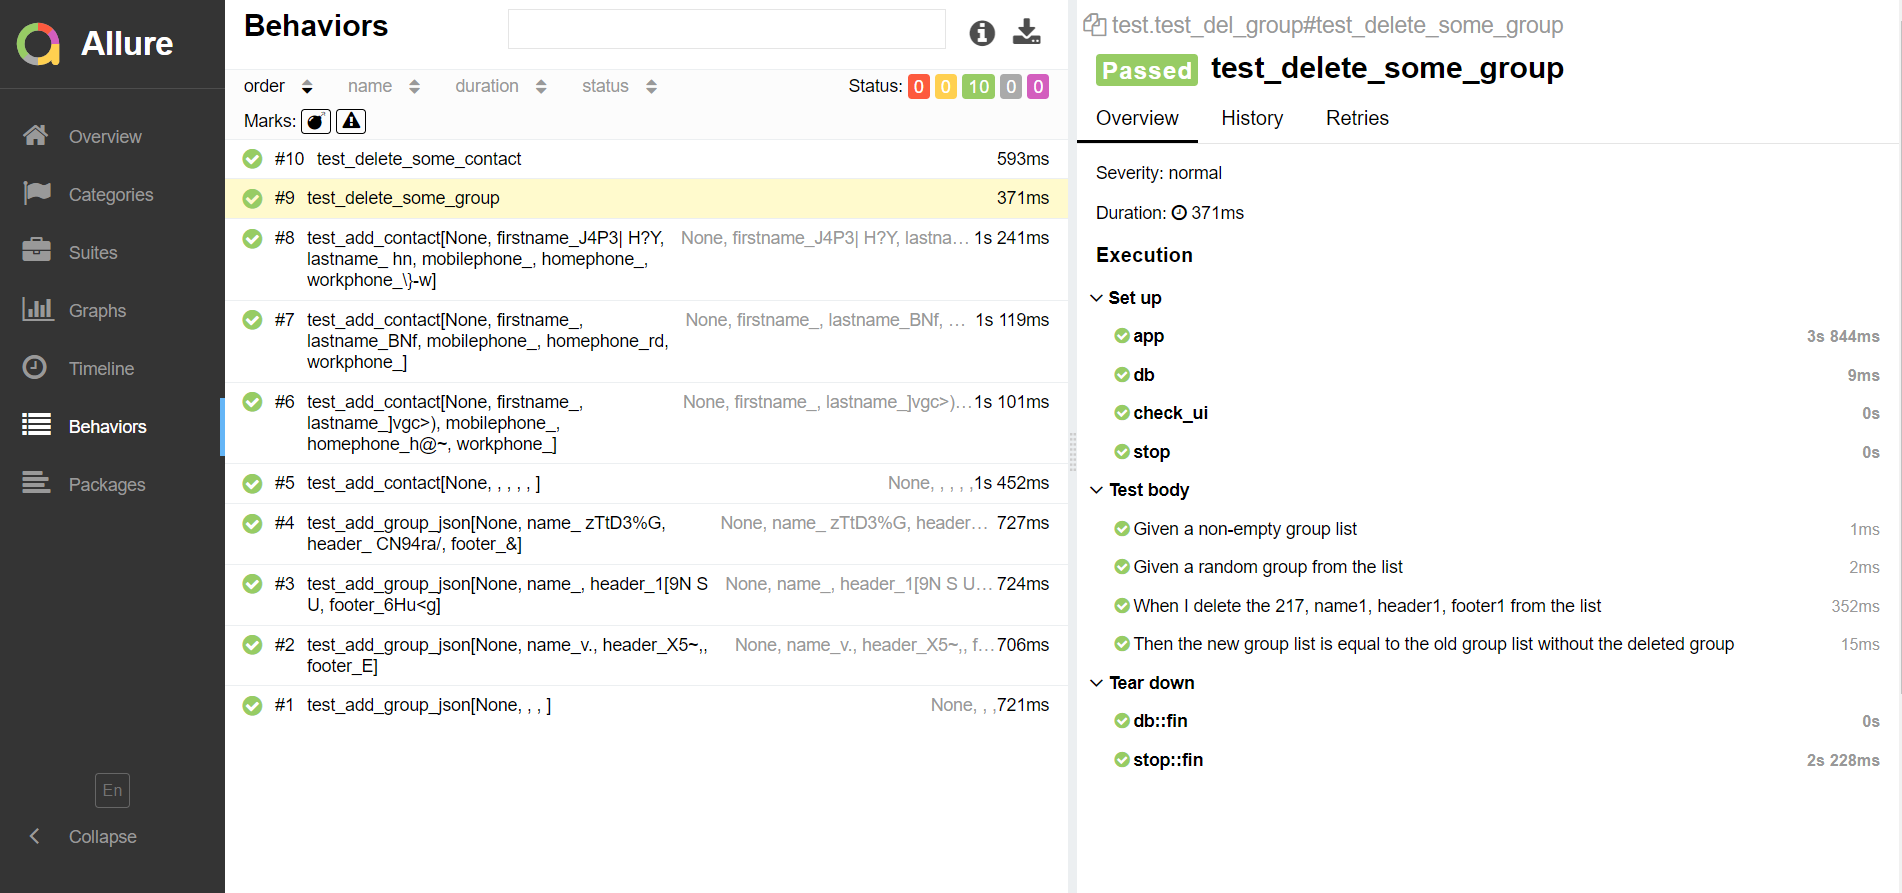 Allure
Overview
Categories
Suites
Graphs
Timeline
Behaviors
Packages
En
Collapse
Behaviors
order name duration status Status: 0 0 10 0 0
Marks:
#10 test_delete_some_contact 593ms
#9 test_delete_some_group 371ms
#8 test_add_contact[None, firstname_J4P3| H?Y, None, firstname_J4P3| H?Y, lastna… 1s 241ms
lastname_ hn, mobilephone_, homephone_,
workphone_\}-w]
#7 test_add_contact[None, firstname_, None, firstname_, lastname_BNf, … 1s 119ms
lastname_BNf, mobilephone_, homephone_rd,
workphone_]
#6 test_add_contact[None, firstname_, None, firstname_, lastname_]vgc>)… 1s 101ms
lastname_]vgc>), mobilephone_,
homephone_h@~, workphone_]
#5 test_add_contact[None, , , , , ] None, , , , , 1s 452ms
#4 test_add_group_json[None, name_ zTtD3%G, None, name_ zTtD3%G, header… 727ms
header_ CN94ra/, footer_&]
#3 test_add_group_json[None, name_, header_1[9N S None, name_, header_1[9N S U… 724ms
U, footer_6Hu<g]
#2 test_add_group_json[None, name_v., header_X5~,, None, name_v., header_X5~,, f… 706ms
footer_E]
#1 test_add_group_json[None, , , ] None, , , 721ms
test.test_del_group#test_delete_some_group
Passed test_delete_some_group
Overview History Retries
Severity: normal
Duration: 371ms
Execution
Set up
app 3s 844ms
db 9ms
check_ui 0s
stop 0s
Test body
Given a non-empty group list 1ms
Given a random group from the list 2ms
When I delete the 217, name1, header1, footer1 from the list 352ms
Then the new group list is equal to the old group list without the deleted group 15ms
Tear down
db::fin 0s
stop::fin 2s 228ms